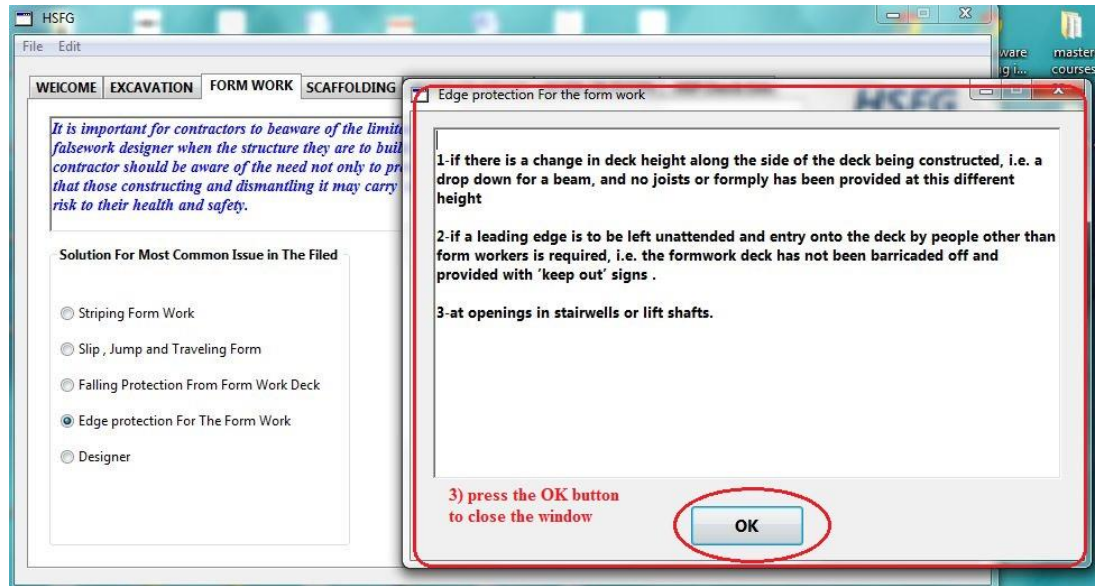 HSFG
File Edit
WEICOME EXCAVATION FORM WORK SCAFFOLDING
It is important for contractors to beaware of the
falsework designer when the structure they are to
contractor should be aware of the need not only to
that those constructing and dismantling it may carry
risk to their health and safety.
Solution For Most Common Issue in The Filed
Striping Form Work
Slip , Jump and Traveling Form
Falling Protection From Form Work Deck
Edge protection For The Form Work
Designer
Edge protection For the form work
HSFG
1-if there is a change in deck height along the side of the deck being constructed, i.e. a
drop down for a beam, and no joists or formply has been provided at this different
height
2-if a leading edge is to be left unattended and entry onto the deck by people other than
form workers is required, i.e. the formwork deck has not been barricaded off and
provided with ‘keep out’ signs .
3-at openings in stairwells or lift shafts.
3) press the OK button
to close the window
OK
master
courses